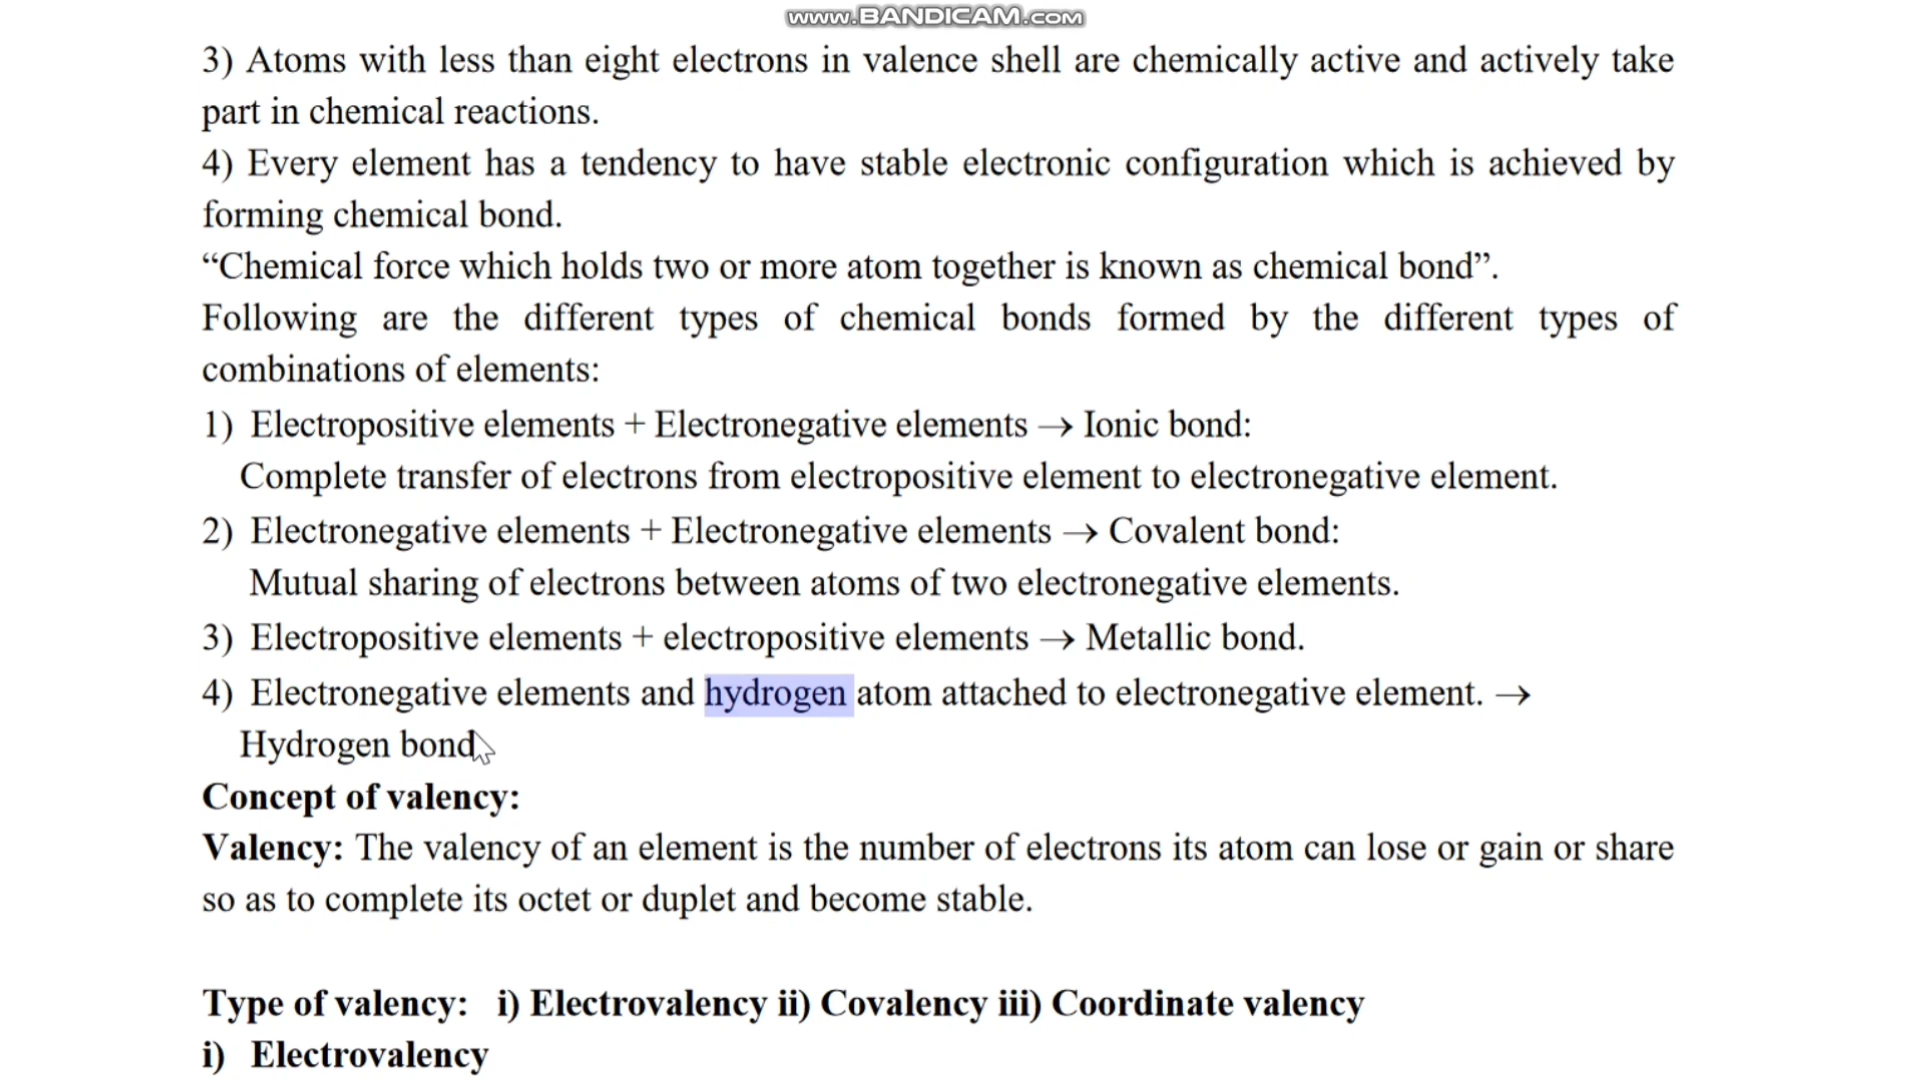 www.BANDICAM.com
3) Atoms with less than eight electrons in valence shell are chemically active and actively take
part in chemical reactions.
4) Every element has a tendency to have stable electronic configuration which is achieved by
forming chemical bond.
“Chemical force which holds two or more atom together is known as chemical bond”.
Following are the different types of chemical bonds formed by the different types of
combinations of elements:
1) Electropositive elements + Electronegative elements → Ionic bond:
Complete transfer of electrons from electropositive element to electronegative element.
2) Electronegative elements + Electronegative elements → Covalent bond:
Mutual sharing of electrons between atoms of two electronegative elements.
3) Electropositive elements + electropositive elements → Metallic bond.
4) Electronegative elements and hydrogen atom attached to electronegative element. →
Hydrogen bond
Concept of valency:
Valency: The valency of an element is the number of electrons its atom can lose or gain or share
so as to complete its octet or duplet and become stable.
Type of valency: i) Electrovalency ii) Covalency iii) Coordinate valency
i) Electrovalency